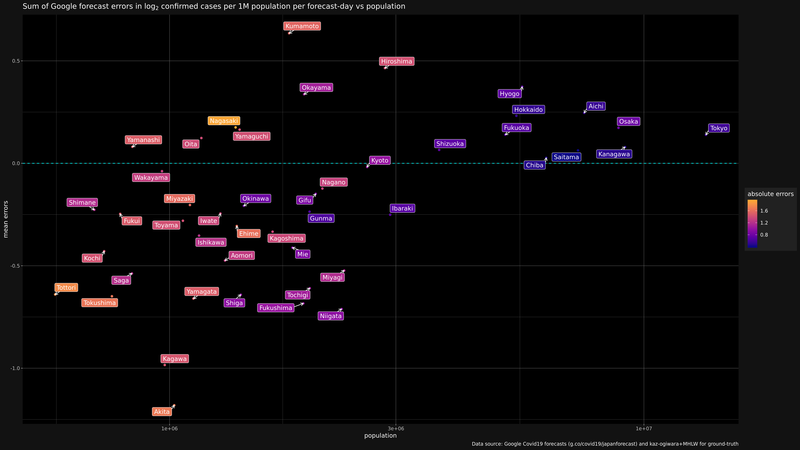 Sum of Google forecast errors in log2 confirmed cases per 1M population per forecast-day vs population
Kumamoto
Hiroshima
Okayama
Hyogo
Aichi
Hokkaido
Nagasaki
Osaka
Fukuoka
Tokyo
Yamaguchi
Yamanashi
Oita
Shizuoka
Kyoto
Saitama
Kanagawa
Chiba
Wakayama
Nagano
Shimane
Miyazaki
Okinawa
Gifu
Ibaraki
Fukui
Toyama
Iwate
Gunma
Ehime
Ishikawa
Kagoshima
Kochi
Aomori
Mie
Saga
Miyagi
Tottori
Tokushima
Yamagata
Shiga
Tochigi
Fukushima
Niigata
Kagawa
Akita
0.5
0.0
-0.5
-1.0
mean errors
1e+06
3e+06
1e+07
population
absolute errors
1.6
1.2
0.8
Data source: Google Covid19 forecasts (g.co/covid19/japanforecast) and kaz-ogiwara+MHLW for ground-truth